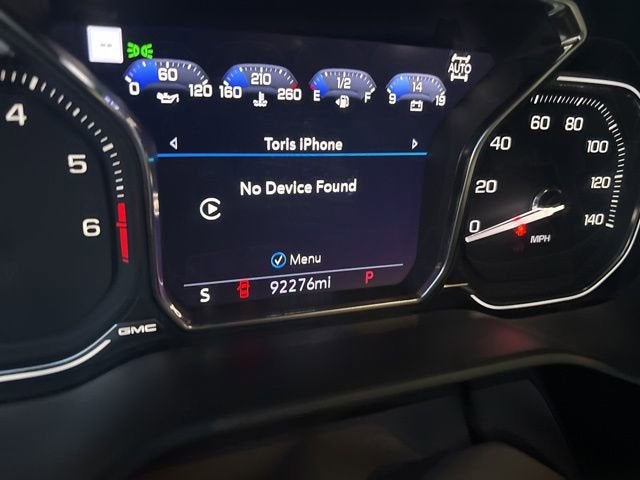 --
60
210
1/2
14
AUTO
0 120 160 260 E F 9 19
Toris iPhone
No Device Found
Menu
S 92276mi P
4
5
6
GMC
0 20 40 60 80 100 120 140
MPH